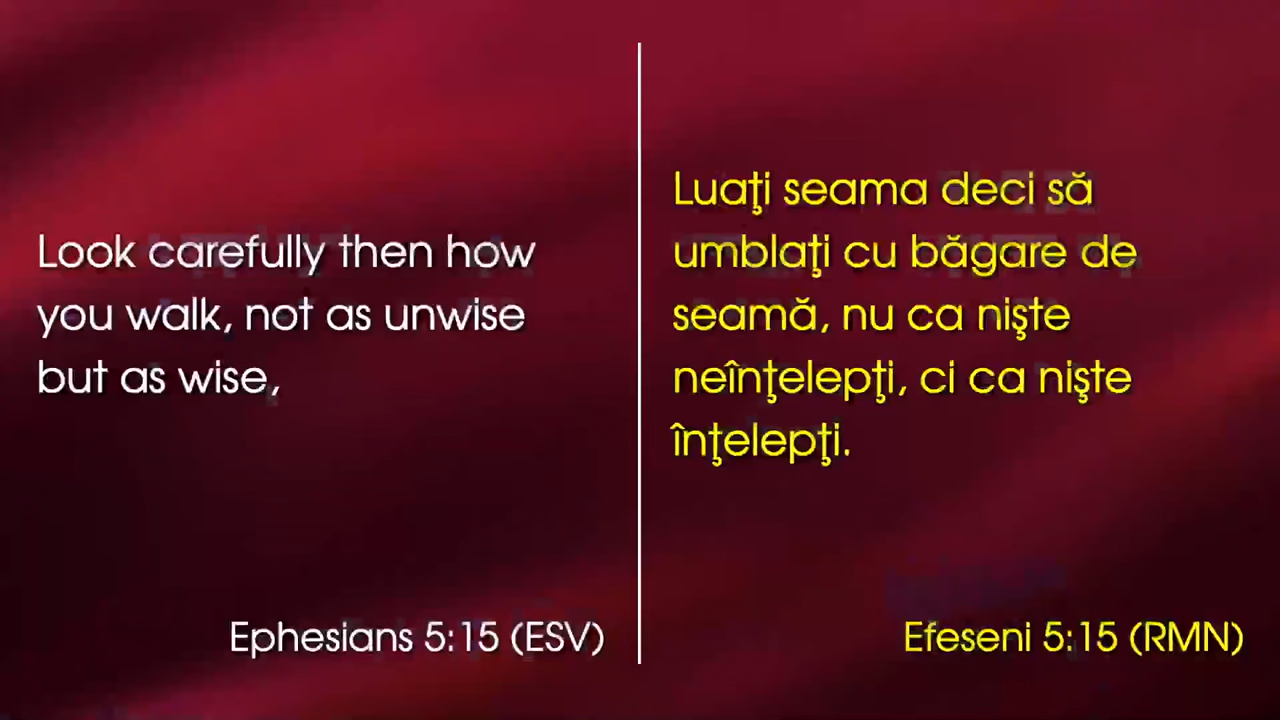 Look carefully then how
you walk, not as unwise
but as wise,
Ephesians 5:15 (ESV)
Luaţi seama deci să
umblaţi cu băgare de
seamă, nu ca nişte
neînţelepţi, ci ca nişte
înţelepţi.
Efeseni 5:15 (RMN)